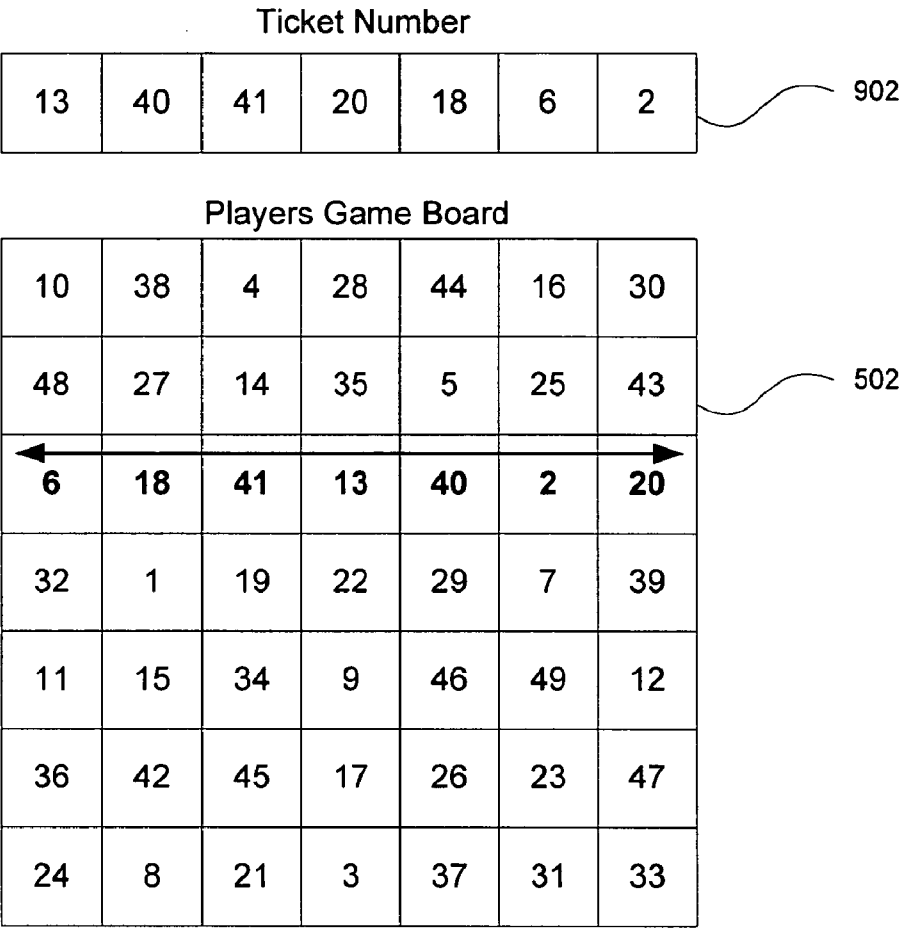 Ticket Number
13 40 41 20 18 6 2 902
Players Game Board
10 38 4 28 44 16 30
48 27 14 35 5 25 43 502
6 18 41 13 40 2 20
32 1 19 22 29 7 39
11 15 34 9 46 49 12
36 42 45 17 26 23 47
24 8 21 3 37 31 33